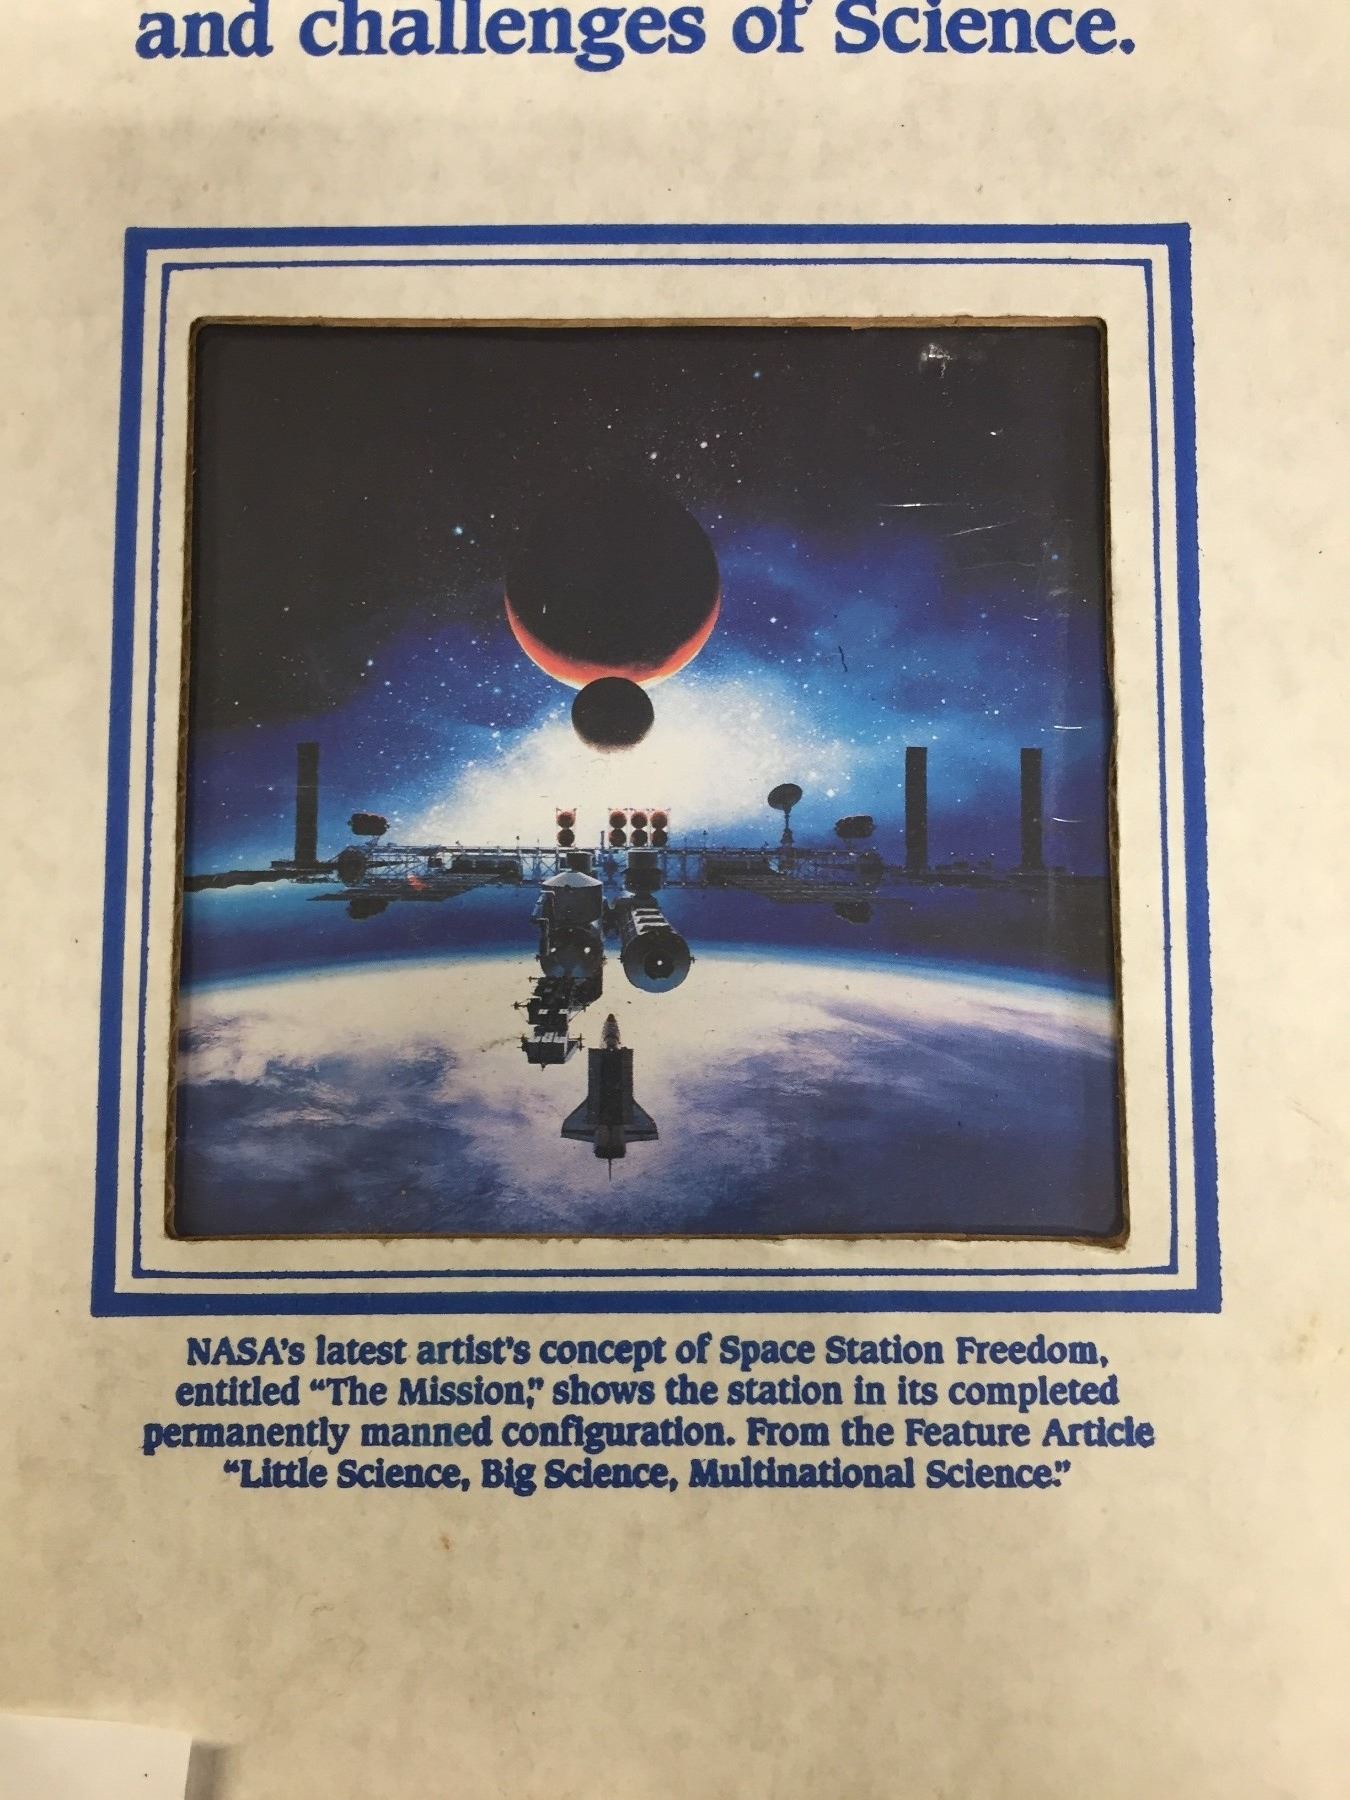 and challenges of Science.
NASA's latest artist's concept of Space Station Freedom,
entitled “The Mission,” shows the station in its completed
permanently manned configuration. From the Feature Article
“Little Science, Big Science, Multinational Science.”